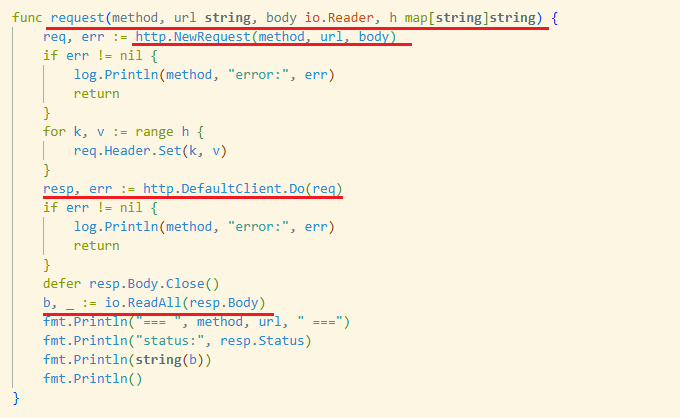 func request(method, url string, body io.Reader, h map[string]string) {
    req, err := http.NewRequest(method, url, body)
    if err != nil {
        log.Println(method, "error:", err)
        return
    }
    for k, v := range h {
        req.Header.Set(k, v)
    }
    resp, err := http.DefaultClient.Do(req)
    if err != nil {
        log.Println(method, "error:", err)
        return
    }
    defer resp.Body.Close()
    b, _ := io.ReadAll(resp.Body)
    fmt.Println("=== ", method, url, " ===")
    fmt.Println("status:", resp.Status)
    fmt.Println(string(b))
    fmt.Println()
}